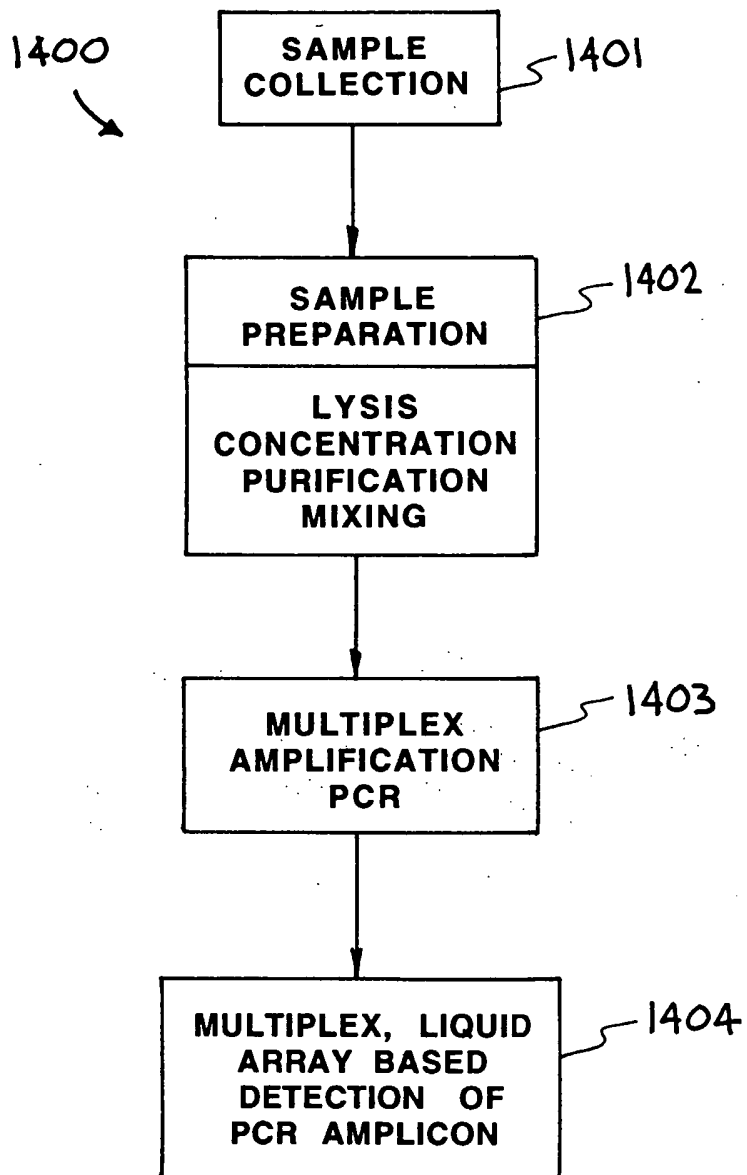 1400
SAMPLE
COLLECTION
1401
SAMPLE
PREPARATION
1402
LYSIS
CONCENTRATION
PURIFICATION
MIXING
MULTIPLEX
AMPLIFICATION
PCR
1403
MULTIPLEX, LIQUID
ARRAY BASED
DETECTION OF
PCR AMPLICON
1404